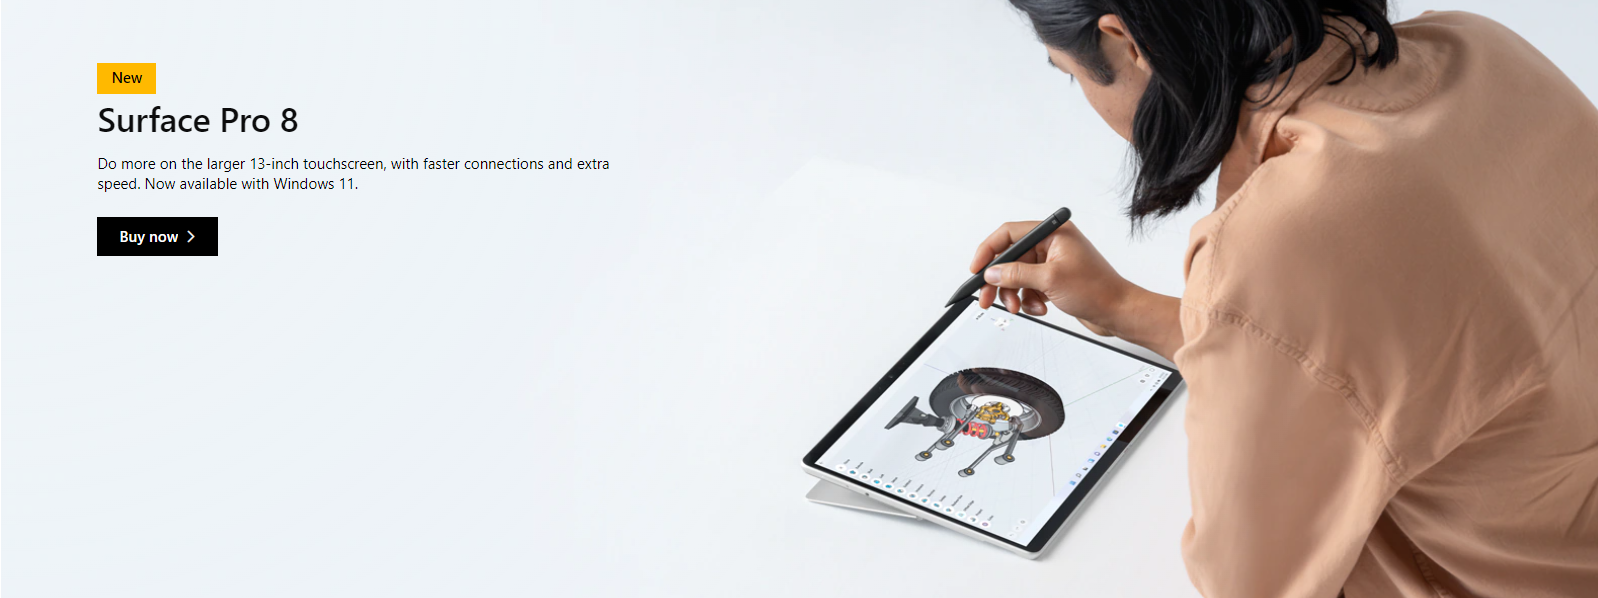 New
Surface Pro 8
Do more on the larger 13-inch touchscreen, with faster connections and extra
speed. Now available with Windows 11.
Buy now